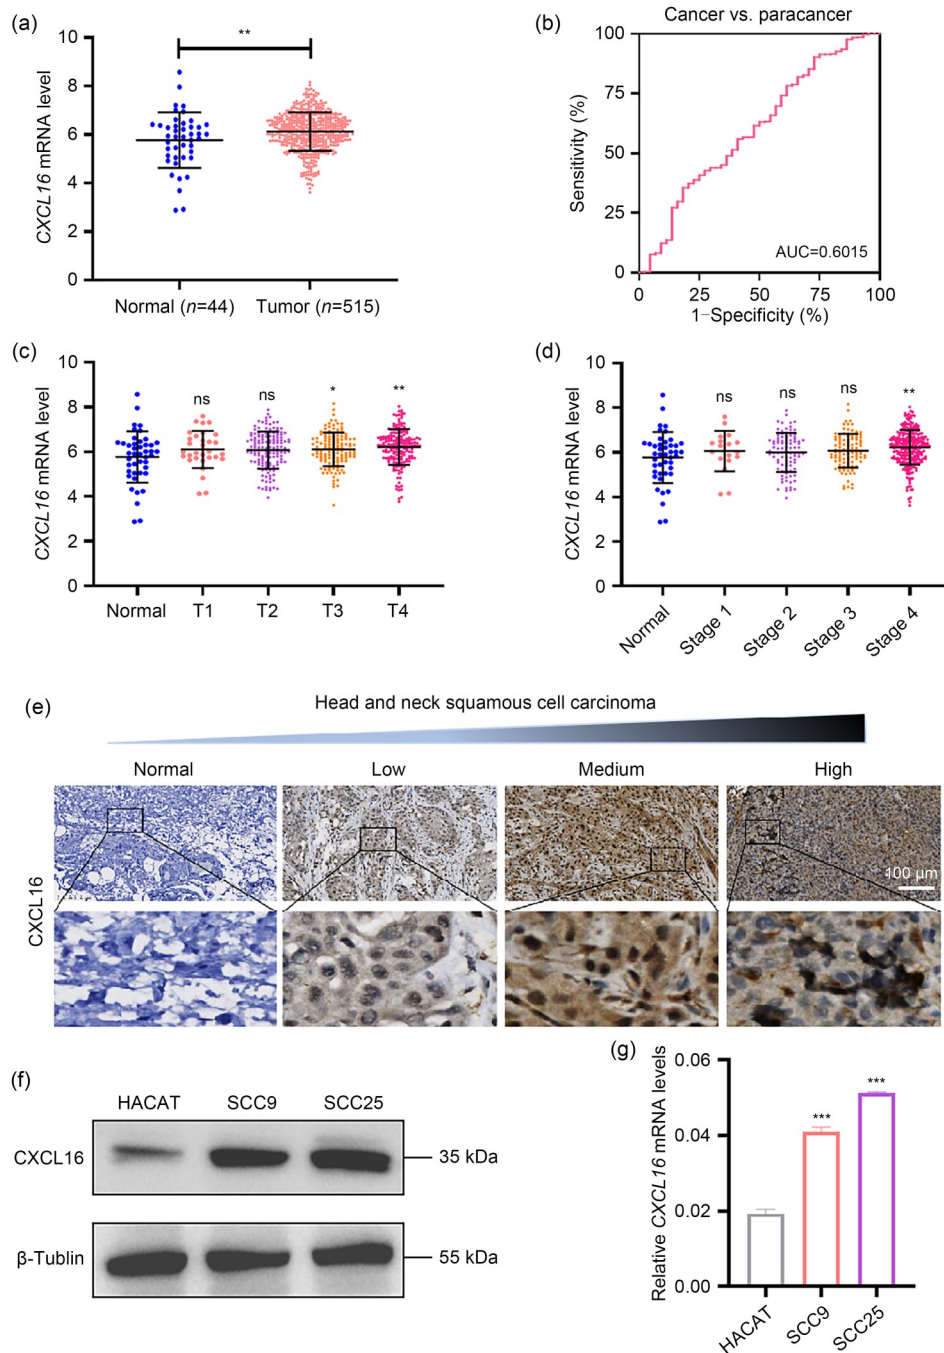 (a)
**
10
8
6
4
2
0
CXCL16 mRNA level
Normal (n=44)
Tumor (n=515)
(b)
Cancer vs. paracancer
100
75
50
25
0
Sensitivity (%)
AUC=0.6015
0 25 50 75 100
1−Specificity (%)
(c)
10
8
6
4
2
0
CXCL16 mRNA level
ns
ns
*
**
Normal T1 T2 T3 T4
(d)
10
8
6
4
2
0
CXCL16 mRNA level
ns
ns
ns
**
Normal
Stage 1
Stage 2
Stage 3
Stage 4
(e)
Head and neck squamous cell carcinoma
Normal Low Medium High
CXCL16
100 μm
(f)
HACAT SCC9 SCC25
CXCL16
35 kDa
β-Tublin
55 kDa
(g)
0.06
0.04
0.02
0.00
Relative CXCL16 mRNA levels
***
***
HACAT
SCC9
SCC25